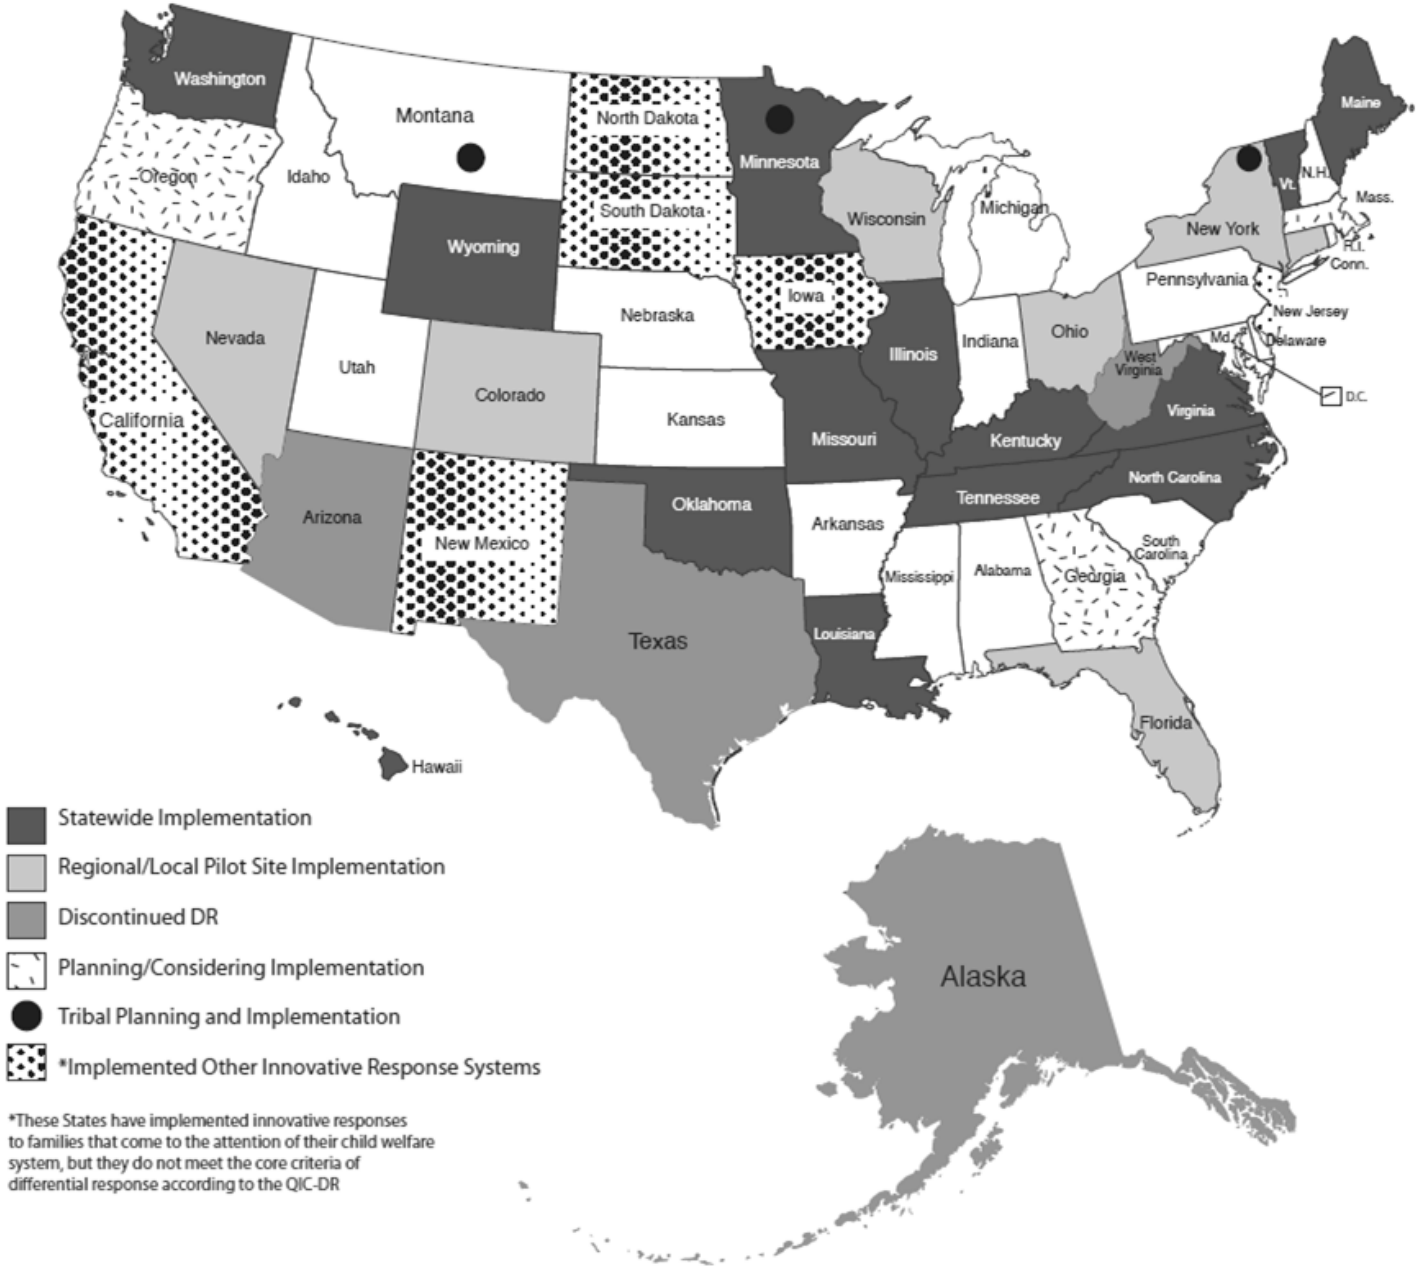 Washington
Montana
North Dakota
Minnesota
Maine
Oregon
Idaho
South Dakota
Wisconsin
Michigan
Vt.
N.H.
Mass.
Wyoming
New York
R.I.
Conn.
Iowa
Pennsylvania
Nevada
Nebraska
Illinois
Indiana
Ohio
New Jersey
Md.
Delaware
Utah
Colorado
West
Virginia
D.C.
California
Kansas
Missouri
Kentucky
Virginia
Arizona
New Mexico
Oklahoma
Arkansas
Tennessee
North Carolina
Mississippi
Alabama
Georgia
South
Carolina
Texas
Louisiana
Florida
Hawaii
Alaska
Statewide Implementation
Regional/Local Pilot Site Implementation
Discontinued DR
Planning/Considering Implementation
Tribal Planning and Implementation
*Implemented Other Innovative Response Systems
*These States have implemented innovative responses
to families that come to the attention of their child welfare
system, but they do not meet the core criteria of
differential response according to the QIC-DR